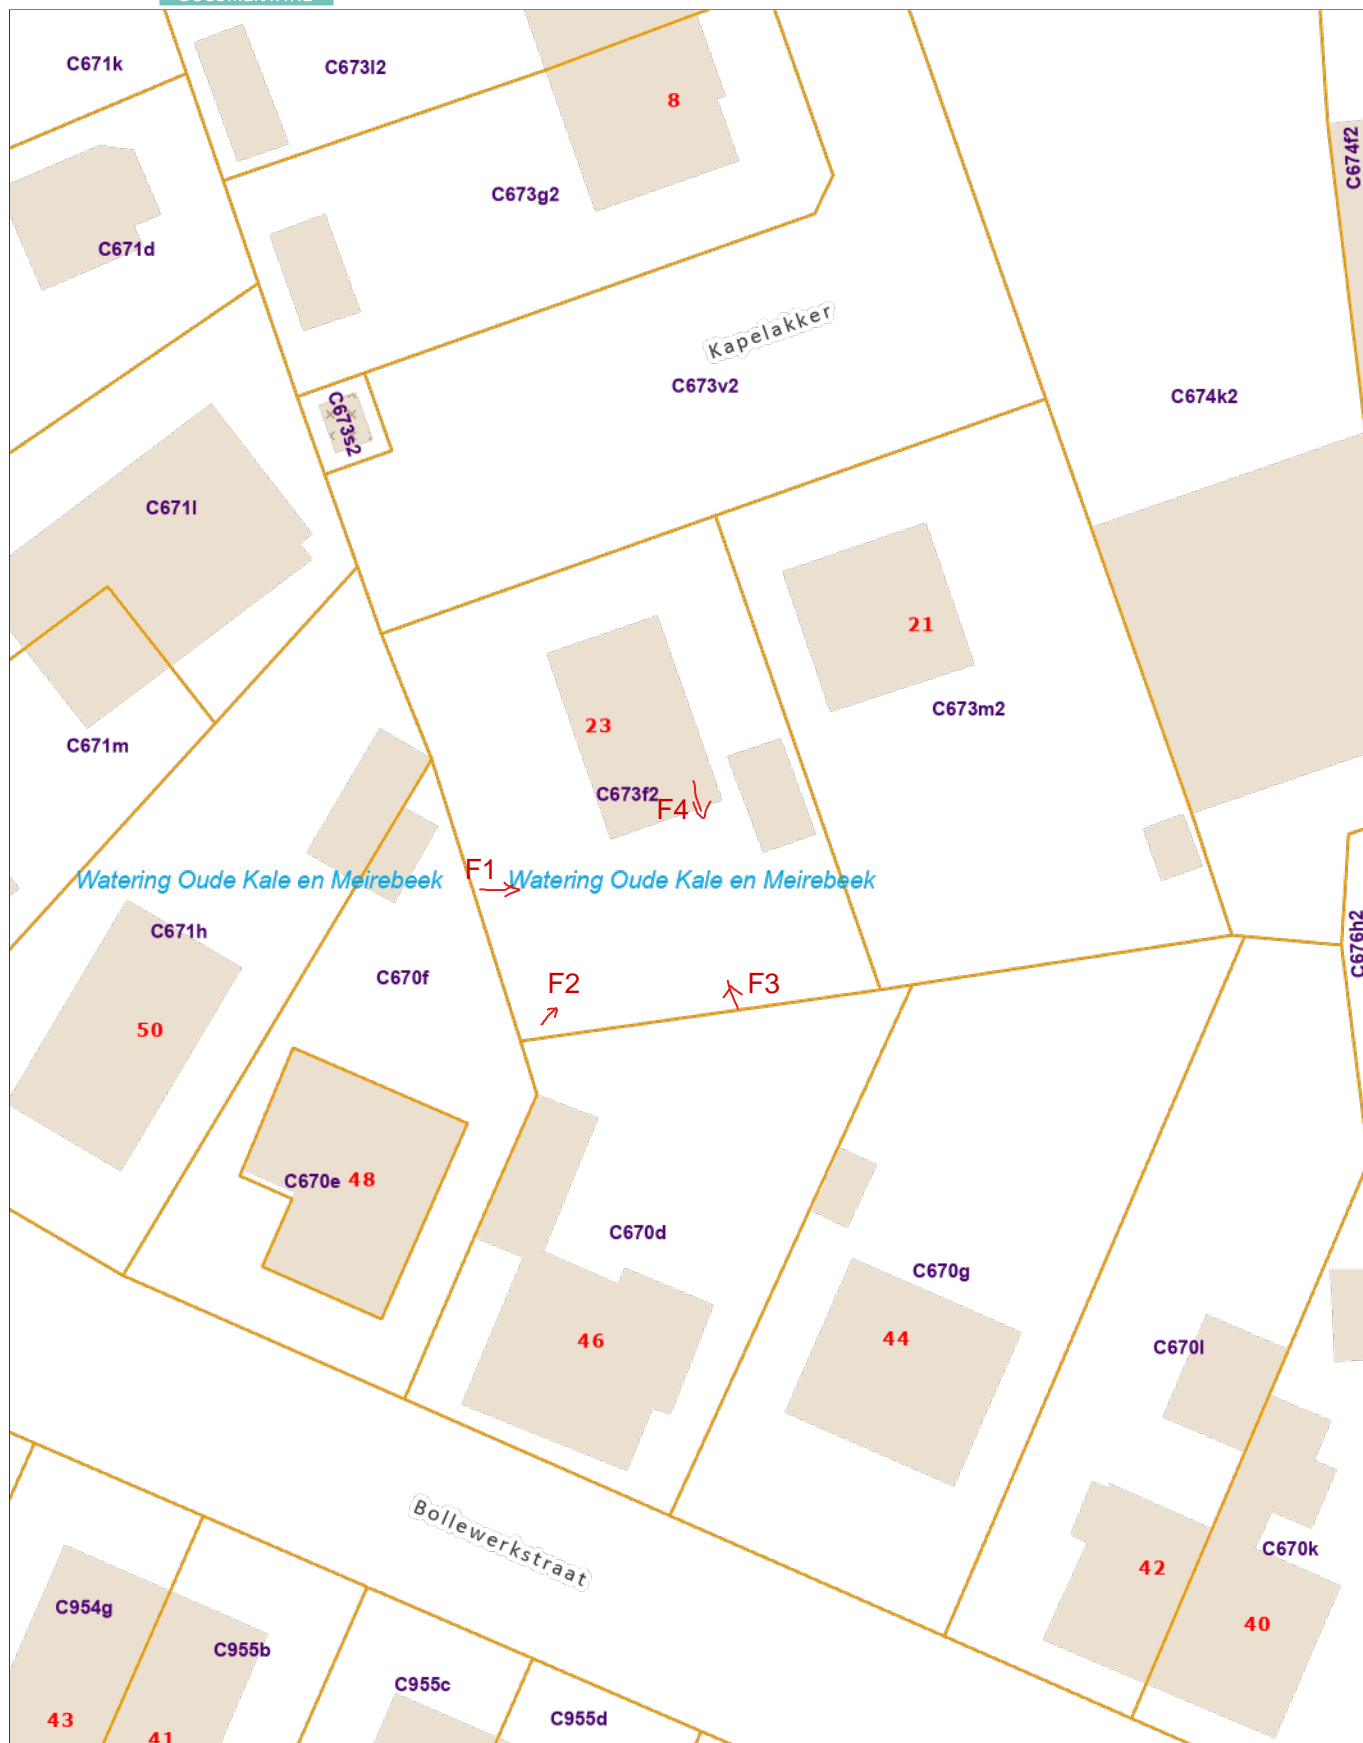 C671k
C673l2
8
C674f2
C673g2
C671d
Kapelakker
C673v2
C674k2
C673s2
C671l
21
C673m2
23
C671m
C673f2
F4
F1
Watering Oude Kale en Meirebeek
Watering Oude Kale en Meirebeek
C671h
C676h2
C670f
F2
F3
50
C670e
48
C670d
C670g
46
44
C670l
Bollewerkstraat
C670k
42
C954g
40
C955b
C955c
43
C955d
41